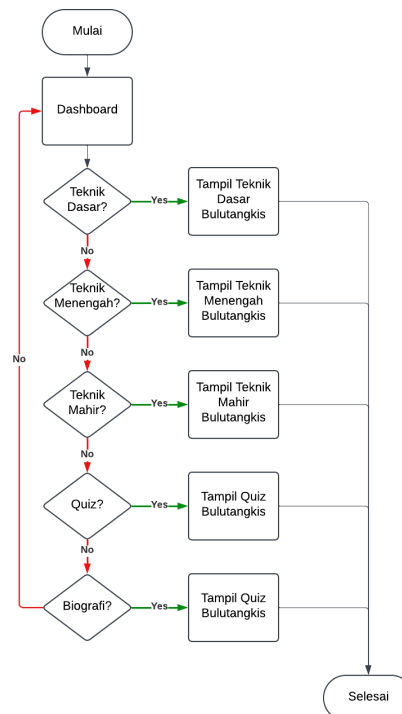 Mulai
Dashboard
Teknik
Dasar?
Yes
Tampil Teknik
Dasar
Bulutangkis
No
Teknik
Menengah?
Yes
Tampil Teknik
Menengah
Bulutangkis
No
No
Teknik
Mahir?
Yes
Tampil Teknik
Mahir
Bulutangkis
No
Quiz?
Yes
Tampil Quiz
Bulutangkis
No
Biografi?
Yes
Tampil Quiz
Bulutangkis
Selesai